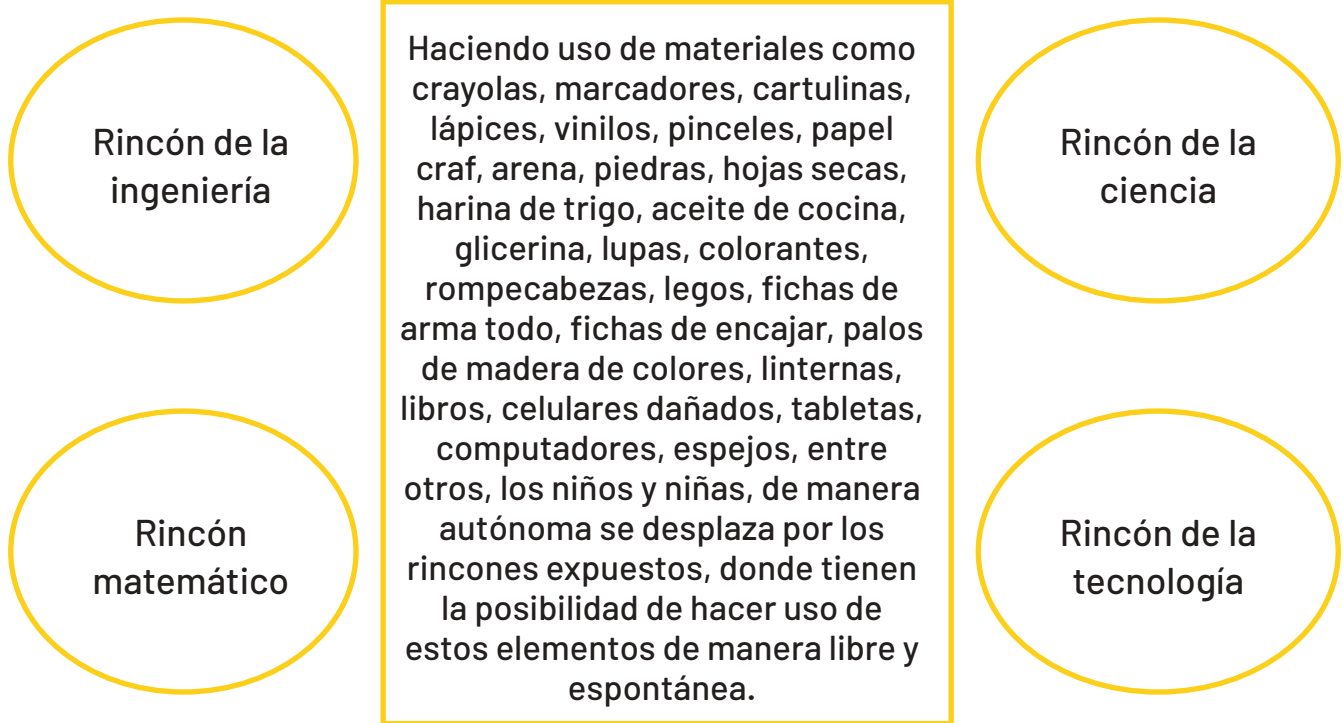 Rincón de la
ingeniería
Rincón
matemático
Haciendo uso de materiales como
crayolas, marcadores, cartulinas,
lápices, vinilos, pinceles, papel
craf, arena, piedras, hojas secas,
harina de trigo, aceite de cocina,
glicerina, lupas, colorantes,
rompecabezas, legos, fichas de
arma todo, fichas de encajar, palos
de madera de colores, linternas,
libros, celulares dañados, tabletas,
computadores, espejos, entre
otros, los niños y niñas, de manera
autónoma se desplaza por los
rincones expuestos, donde tienen
la posibilidad de hacer uso de
estos elementos de manera libre y
espontánea.
Rincón de la
ciencia
Rincón de la
tecnología